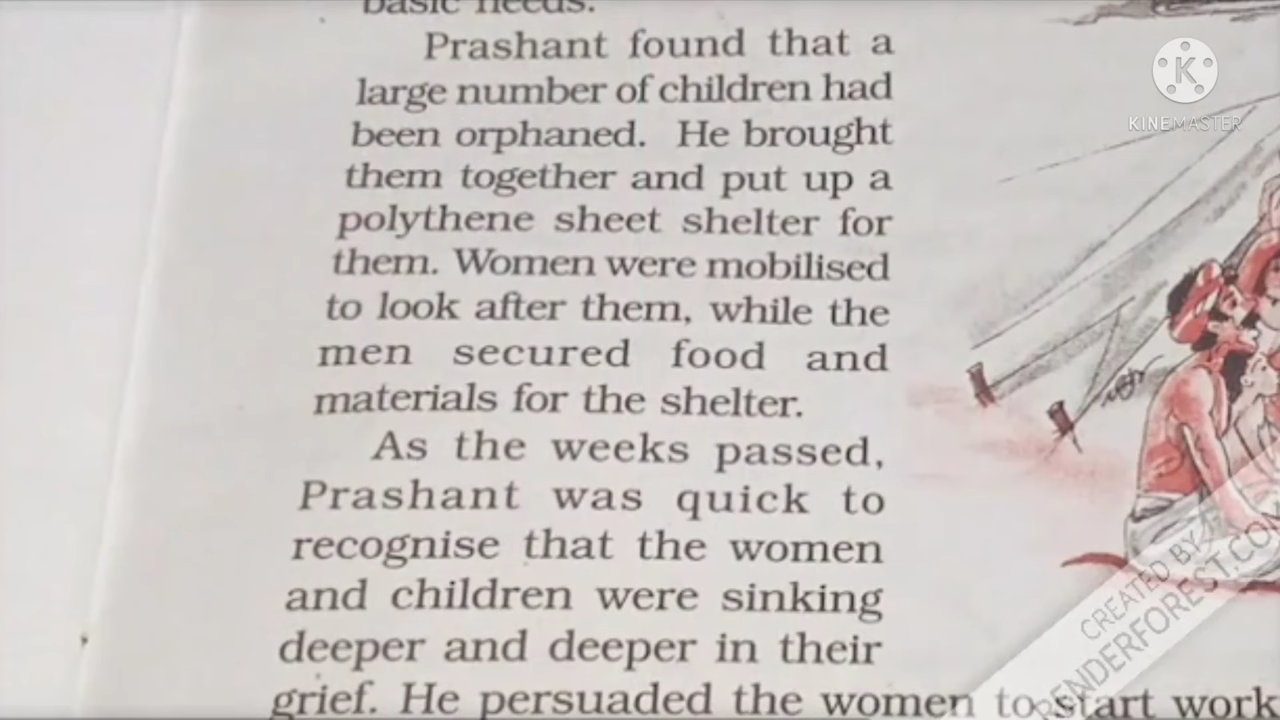 basic needs.
Prashant found that a
large number of children had
been orphaned. He brought
them together and put up a
polythene sheet shelter for
them. Women were mobilised
to look after them, while the
men secured food and
materials for the shelter.
As the weeks passed,
Prashant was quick to
recognise that the women
and children were sinking
deeper and deeper in their
grief. He persuaded the women to start work
K
KINEMASTER
CREATED BY
RENDERFOREST.CO